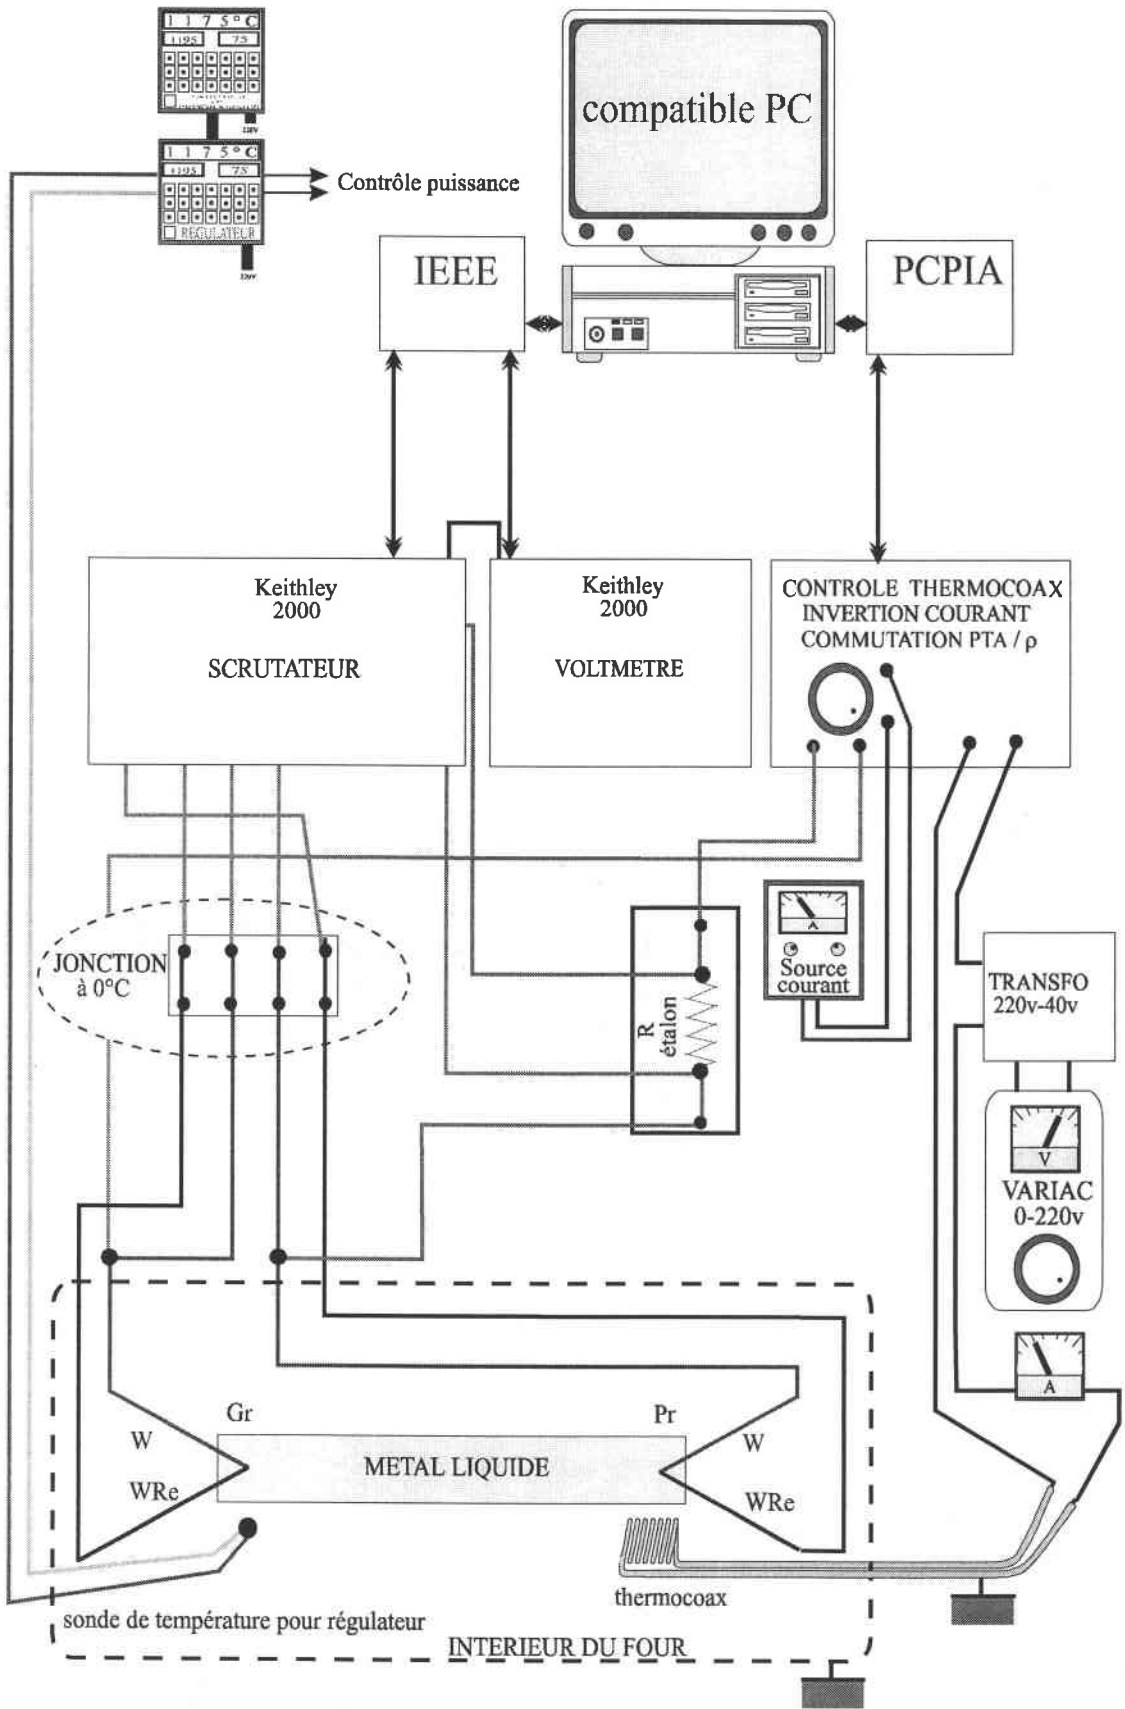 1 1 7 5 ° C
1195 75
220V
1 1 7 5 ° C
1195 75
REGULATEUR
220V
Contrôle puissance
compatible PC
IEEE
PCPIA
Keithley
2000
SCRUTATEUR
Keithley
2000
VOLTMETRE
CONTROLE THERMOCOAX
INVERTION COURANT
COMMUTATION PTA / ρ
JONCTION
à 0°C
R
étalon
A
Source
courant
TRANSFO
220v-40v
V
VARIAC
0-220v
A
Gr
Pr
W
WRe
METAL LIQUIDE
W
WRe
thermocoax
sonde de température pour régulateur
INTERIEUR DU FOUR